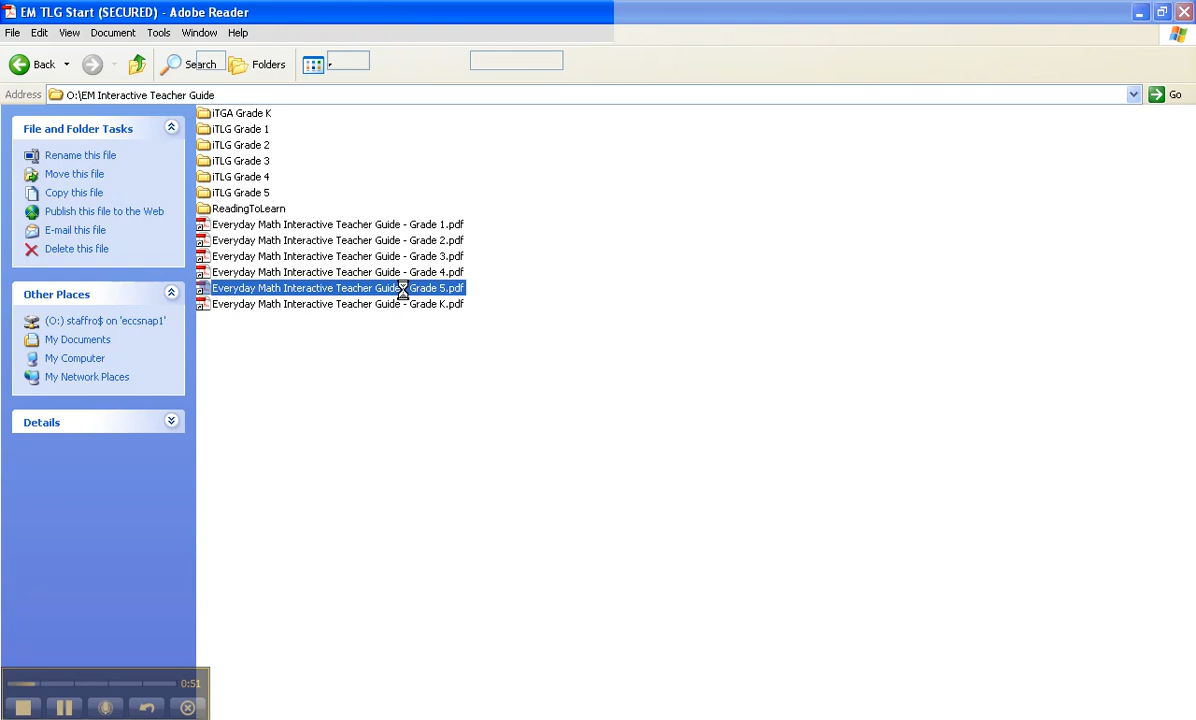 EM TLG Start (SECURED) - Adobe Reader
File Edit View Document Tools Window Help
Back Search Folders
Address O:\EM Interactive Teacher Guide Go
File and Folder Tasks
Rename this file
Move this file
Copy this file
Publish this file to the Web
E-mail this file
Delete this file
Other Places
(O:) staffro$ on 'eccsnap1'
My Documents
My Computer
My Network Places
Details
iTGA Grade K
iTLG Grade 1
iTLG Grade 2
iTLG Grade 3
iTLG Grade 4
iTLG Grade 5
ReadingToLearn
Everyday Math Interactive Teacher Guide - Grade 1.pdf
Everyday Math Interactive Teacher Guide - Grade 2.pdf
Everyday Math Interactive Teacher Guide - Grade 3.pdf
Everyday Math Interactive Teacher Guide - Grade 4.pdf
Everyday Math Interactive Teacher Guide - Grade 5.pdf
Everyday Math Interactive Teacher Guide - Grade K.pdf
0:51